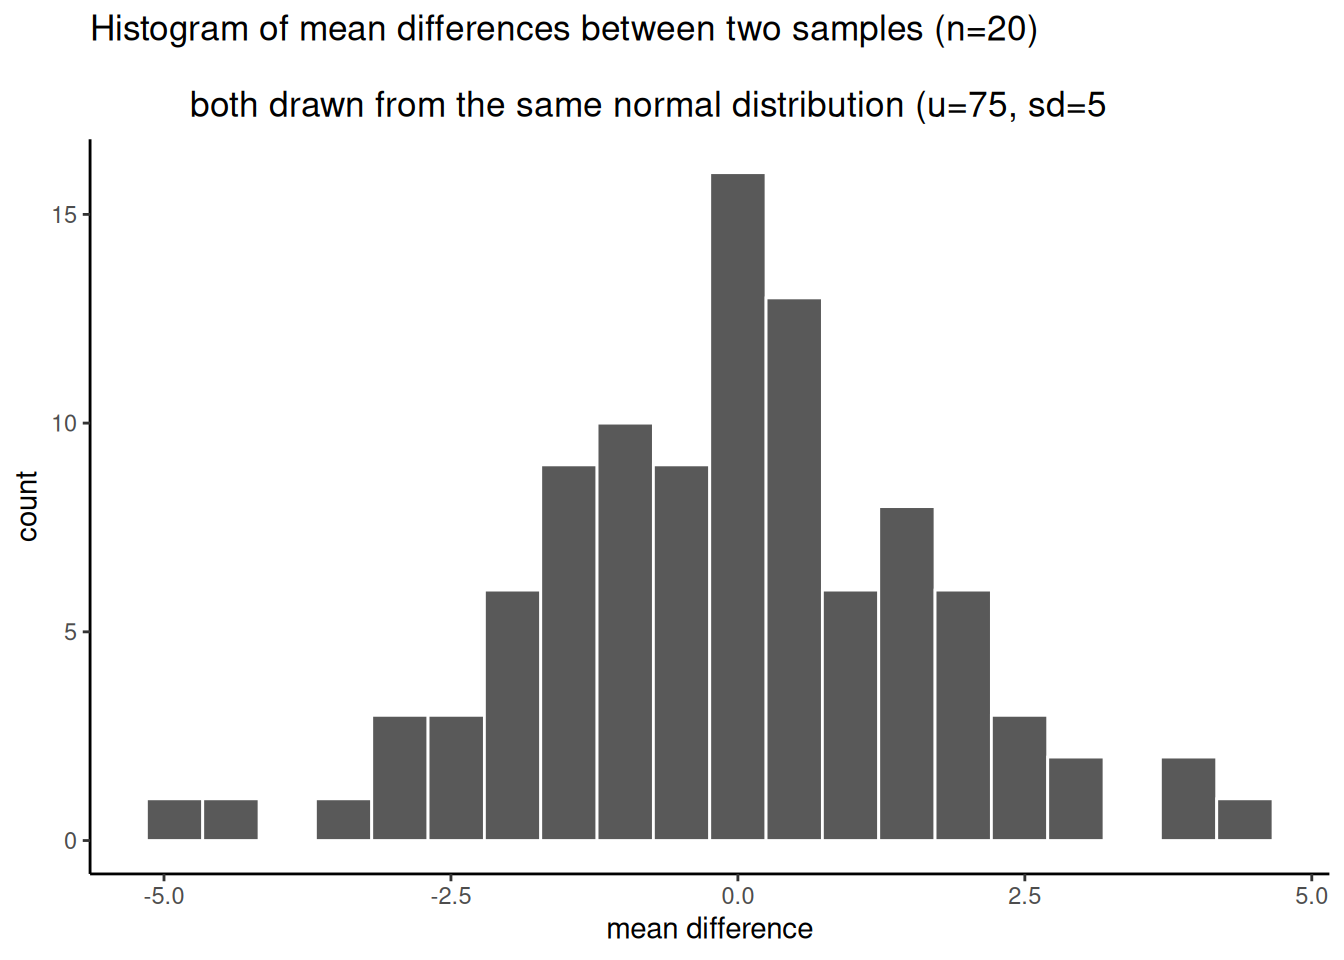 Histogram of mean differences between two samples (n=20)
both drawn from the same normal distribution (u=75, sd=5
15
10
5
0
count
-5.0
-2.5
0.0
2.5
5.0
mean difference